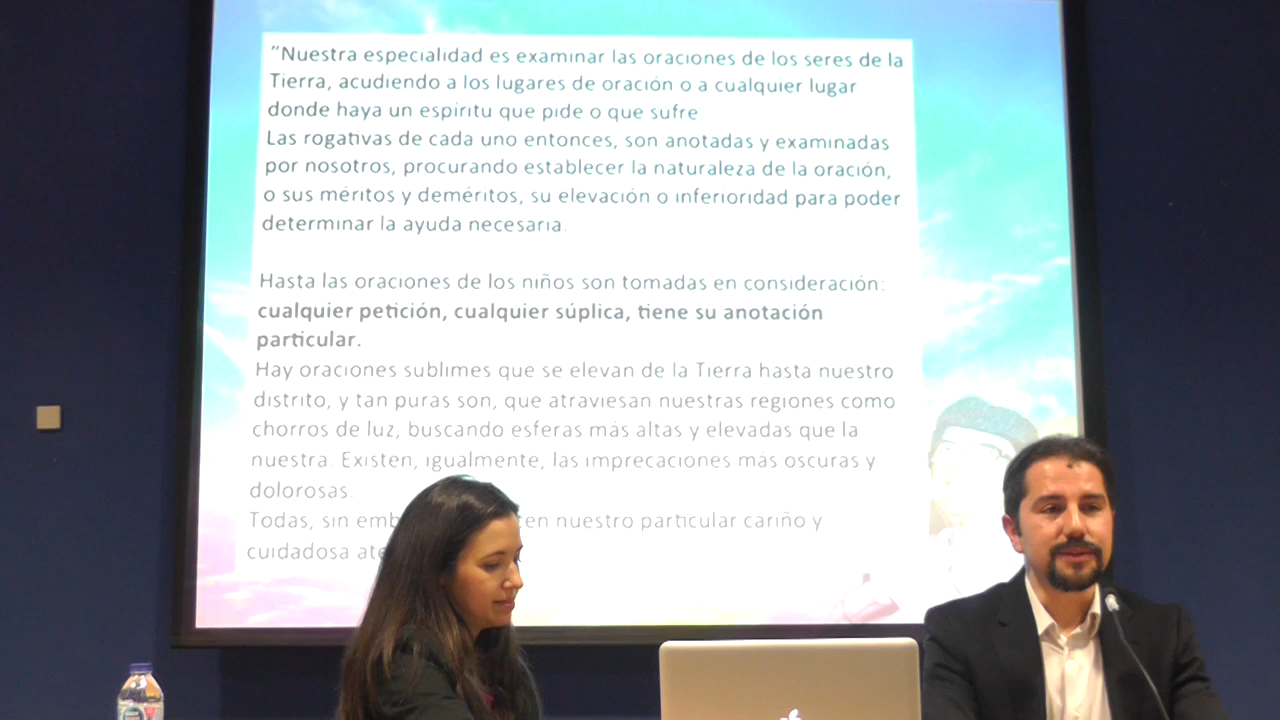 "Nuestra especialidad es examinar las oraciones de los seres de la
Tierra, acudiendo a los lugares de oración o a cualquier lugar
donde haya un espíritu que pide o que sufre
Las rogativas de cada uno entonces, son anotadas y examinadas
por nosotros, procurando establecer la naturaleza de la oración,
o sus méritos y deméritos, su elevación o inferioridad para poder
determinar la ayuda necesaria.
Hasta las oraciones de los niños son tomadas en consideración:
cualquier petición, cualquier súplica, tiene su anotación
particular.
Hay oraciones sublimes que se elevan de la Tierra hasta nuestro
distrito, y tan puras son, que atraviesan nuestras regiones como
chorros de luz, buscando esferas más altas y elevadas que la
nuestra. Existen, igualmente, las imprecaciones más oscuras y
dolorosas.
Todas, sin nuestro particular cariño y
cuidadosa